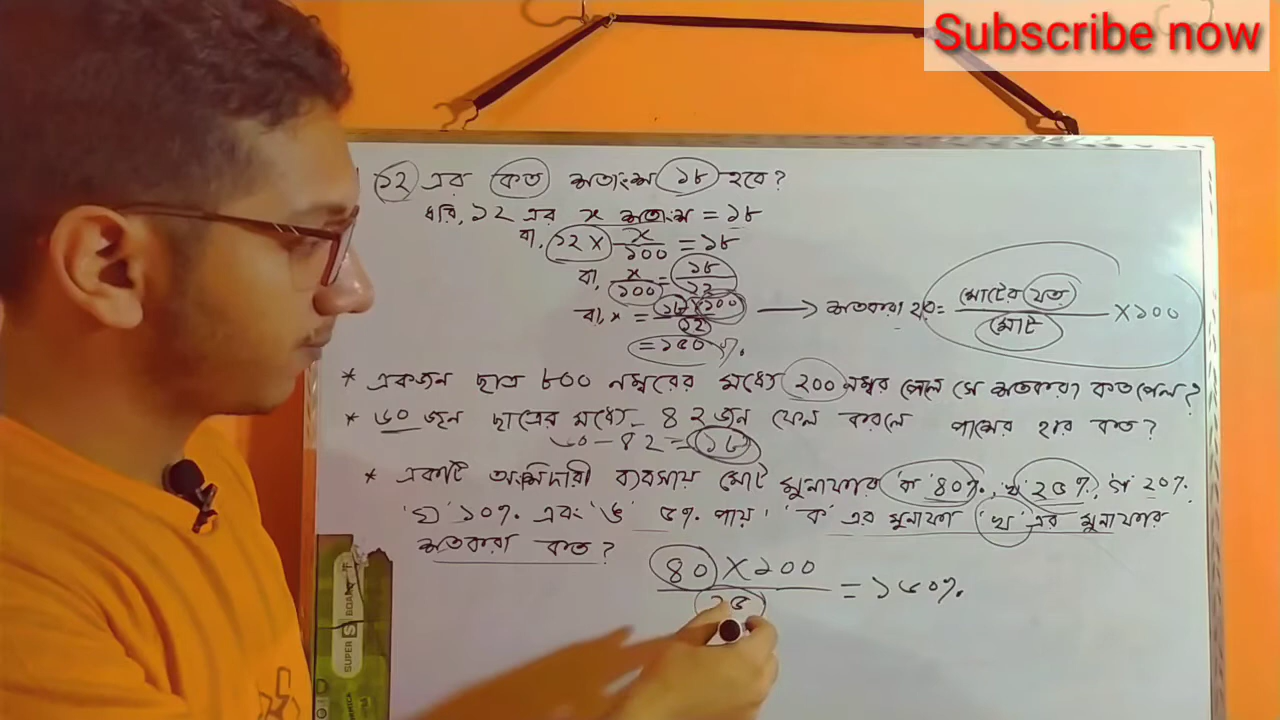 Subscribe now
১২ এর কত শতাংশ ১৮ হবে?
ধরি, ১২ এর x শতাংশ = ১৮
বা, ১২ × x/১০০ = ১৮
বা, x/১০০ = ১৮/১২
বা, x = ১৮×১০০/১২ → শতকরা হার = মোটের যত/মোট × ১০০
= ১৫০ %
* একজন ছাত্র ৮০০ নম্বরের মধ্যে ২০০ নম্বর পেলে সে শতকরা কত পেল?
* ৬০ জন ছাত্রের মধ্যে ৪২ জন ফেল করলে পাসের হার কত?
৬০-৪২ = ১৮
* একটি অংশিদারী ব্যবসায় মোট মুনাফার 'ক' ৪০%, 'খ' ২৫%, 'গ' ২০%
'ঘ' ১০% এবং 'ঙ' ৫% পায়। 'ক' এর মুনাফা 'খ' এর মুনাফার
শতকরা কত?
৪০ × ১০০/২৫ = ১৬০%
SUPER BOARD